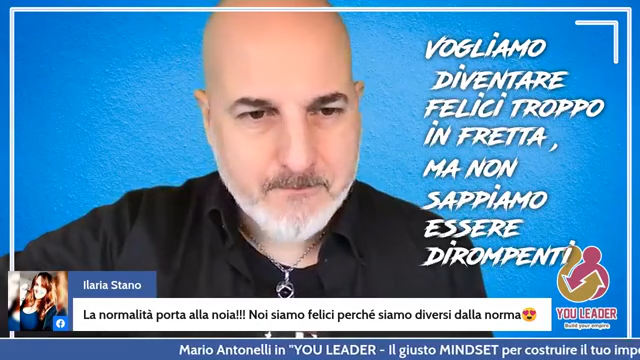 VOGLIAMO
DIVENTARE
FELICI TROPPO
IN FRETTA,
MA NON
SAPPIAMO
ESSERE
DIROMPENTI
YOU LEADER
Build your empire
Ilaria Stano
La normalità porta alla noia!!! Noi siamo felici perché siamo diversi dalla norma😍
Mario Antonelli in "YOU LEADER - Il giusto MINDSET per costruire il tuo impe